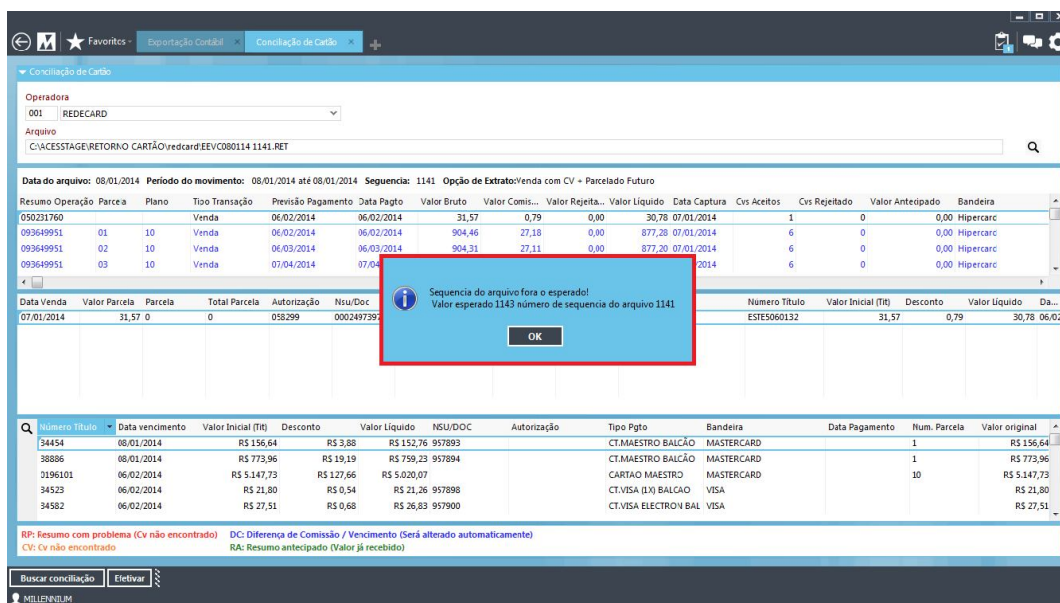 Favoritos
Exportação Contábil × Conciliação de Cartão ×
Conciliação de Cartão
Operadora
001 REDECARD
Arquivo
C:\ACESSTAGE\RETORNO CARTÃO\redcard\EEVC080114 1141.RET
Data do arquivo: 08/01/2014 Período do movimento: 08/01/2014 até 08/01/2014 Seguencia: 1141 Opção de Extrato:Venda com CV + Parcelado Futuro
Resumo Operação Parcela Plano Tipo Transação Previsão Pagamento Data Pagto Valor Bruto Valor Comis... Valor Rejeita... Valor Líquido Data Captura Cvs Aceitos Cvs Rejeitado Valor Antecipado Bandeira
050231760 Venda 06/02/2014 06/02/2014 31,57 0,79 0,00 30,78 07/01/2014 1 0 0,00 Hipercard
093649951 01 10 Venda 06/02/2014 06/02/2014 904,46 27,18 0,00 877,28 07/01/2014 6 0 0,00 Hipercard
093649951 02 10 Venda 06/03/2014 06/03/2014 904,31 27,11 0,00 877,20 07/01/2014 6 0 0,00 Hipercard
093649951 03 10 Venda 07/04/2014 07/04 /2014 6 0 0,00 Hipercard
Sequencia do arquivo fora o esperado!
Valor esperado 1143 número de sequencia do arquivo 1141
OK
Data Venda Valor Parcela Parcela Total Parcela Autorização Nsu/Doc Número Título Valor Inicial (Tit) Desconto Valor Líquido Da...
07/01/2014 31,57 0 0 058299 000249739 ESTE5060132 31,57 0,79 30,78 06/02
Número Título Data vencimento Valor Inicial (Tit) Desconto Valor Líquido NSU/DOC Autorização Tipo Pgto Bandeira Data Pagamento Num. Parcela Valor original
34454 08/01/2014 R$ 156,64 R$ 3,88 R$ 152,76 957893 CT.MAESTRO BALCÃO MASTERCARD 1 R$ 156,64
38886 08/01/2014 R$ 773,96 R$ 19,19 R$ 759,23 957894 CT.MAESTRO BALCÃO MASTERCARD 1 R$ 773,96
0196101 06/02/2014 R$ 5.147,73 R$ 127,66 R$ 5.020,07 CARTAO MAESTRO MASTERCARD 10 R$ 5.147,73
34523 06/02/2014 R$ 21,80 R$ 0,54 R$ 21,26 957898 CT.VISA (1X) BALCAO VISA R$ 21,80
34582 06/02/2014 R$ 27,51 R$ 0,68 R$ 26,83 957900 CT.VISA ELECTRON BAL VISA R$ 27,51
RP: Resumo com problema (Cv não encontrado) DC: Diferença de Comissão / Vencimento (Será alterado automaticamente)
CV: Cv não encontrado RA: Resumo antecipado (Valor já recebido)
Buscar conciliação Efetivar
MILLENNIUM